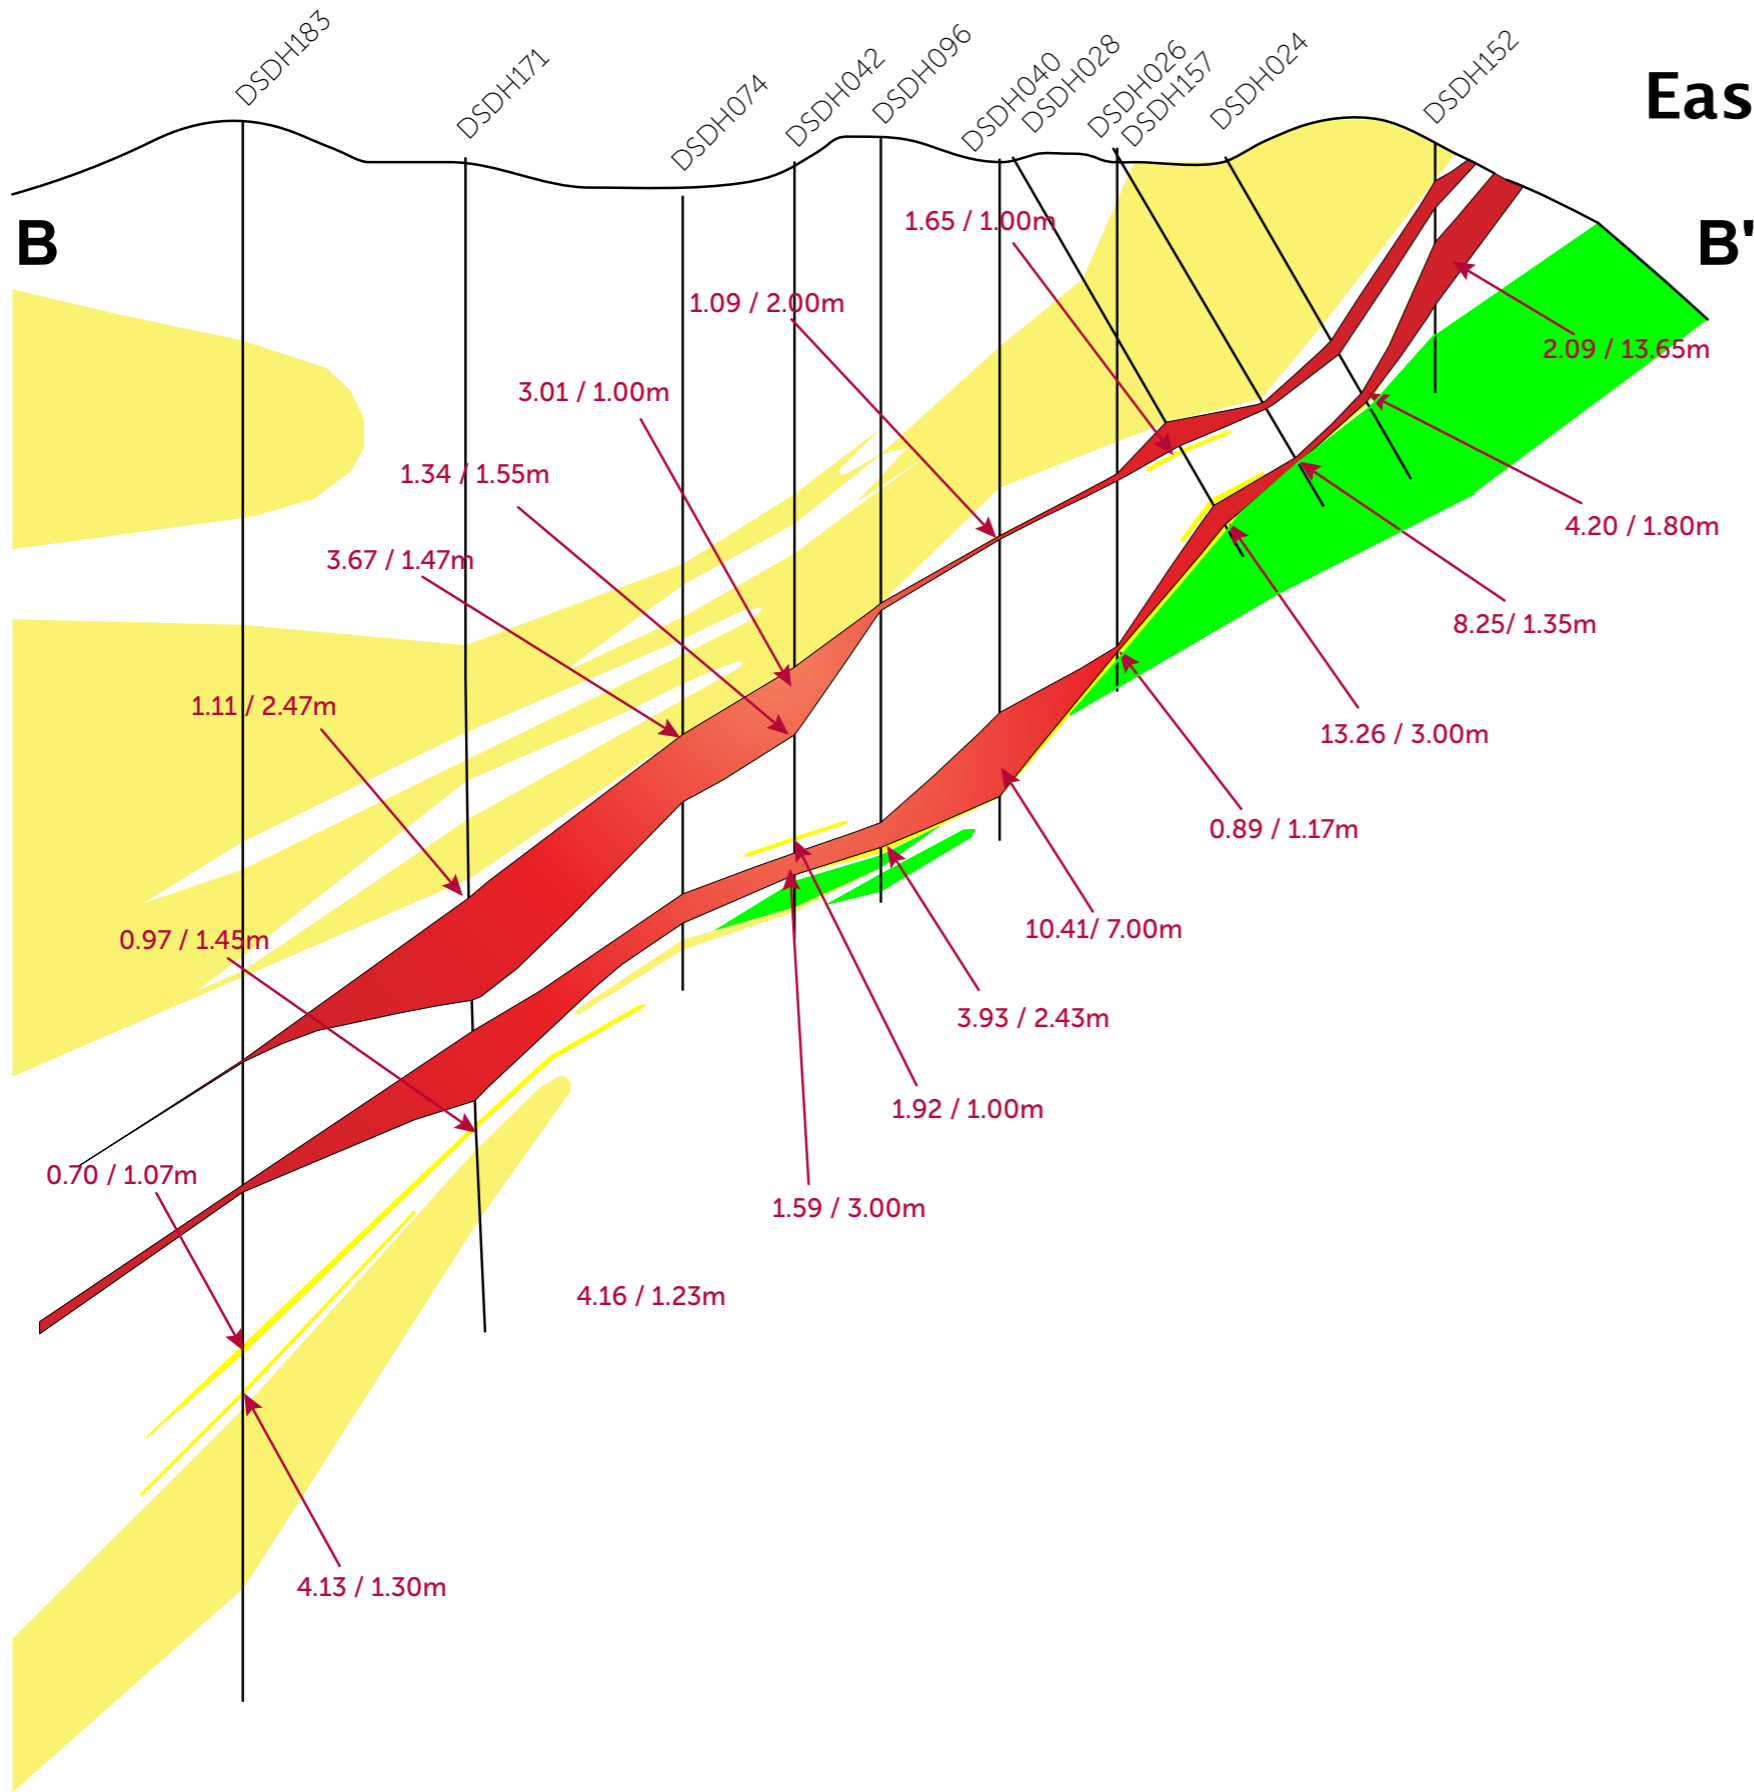 DSDH183
DSDH171
DSDH074
DSDH042
DSDH096
DSDH040
DSDH028
DSDH026
DSDH157
DSDH024
DSDH152
Eas
B
B'
1.65 / 1.00m
1.09 / 2.00m
2.09 / 13.65m
3.01 / 1.00m
1.34 / 1.55m
4.20 / 1.80m
3.67 / 1.47m
8.25/ 1.35m
1.11 / 2.47m
13.26 / 3.00m
0.89 / 1.17m
0.97 / 1.45m
10.41/ 7.00m
3.93 / 2.43m
1.92 / 1.00m
0.70 / 1.07m
1.59 / 3.00m
4.16 / 1.23m
4.13 / 1.30m